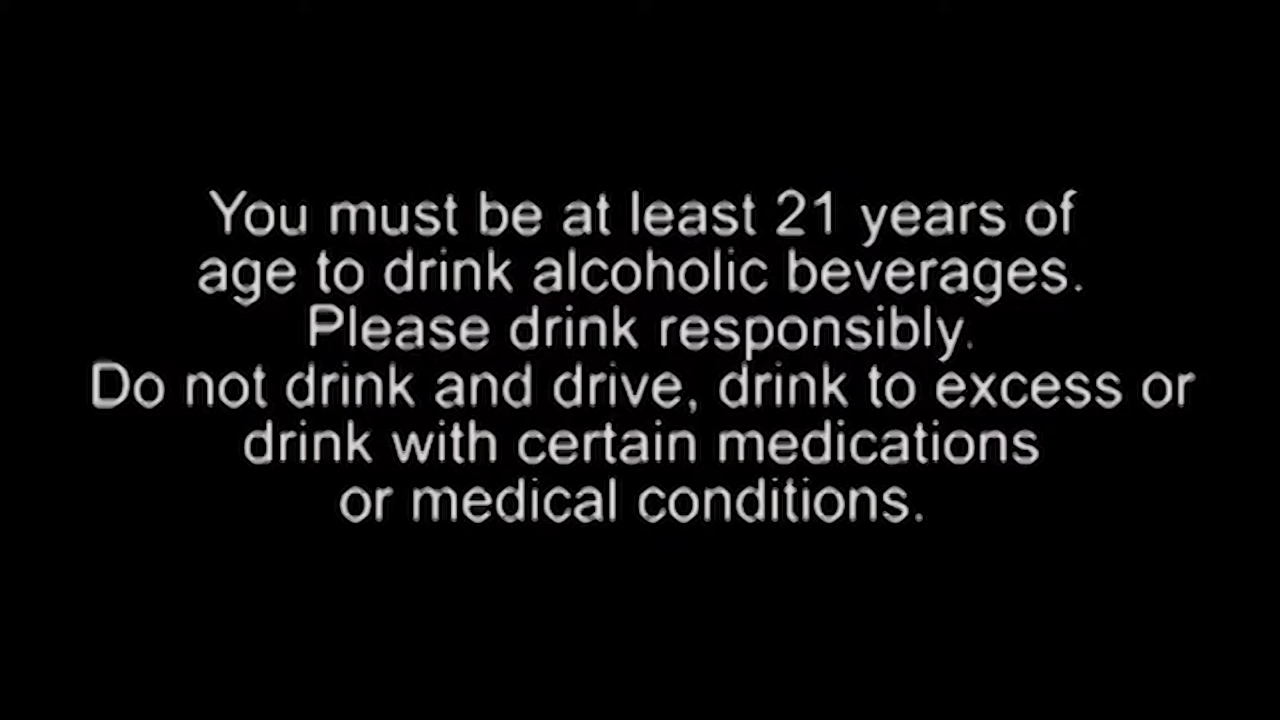 You must be at least 21 years of
age to drink alcoholic beverages.
Please drink responsibly.
Do not drink and drive, drink to excess or
drink with certain medications
or medical conditions.